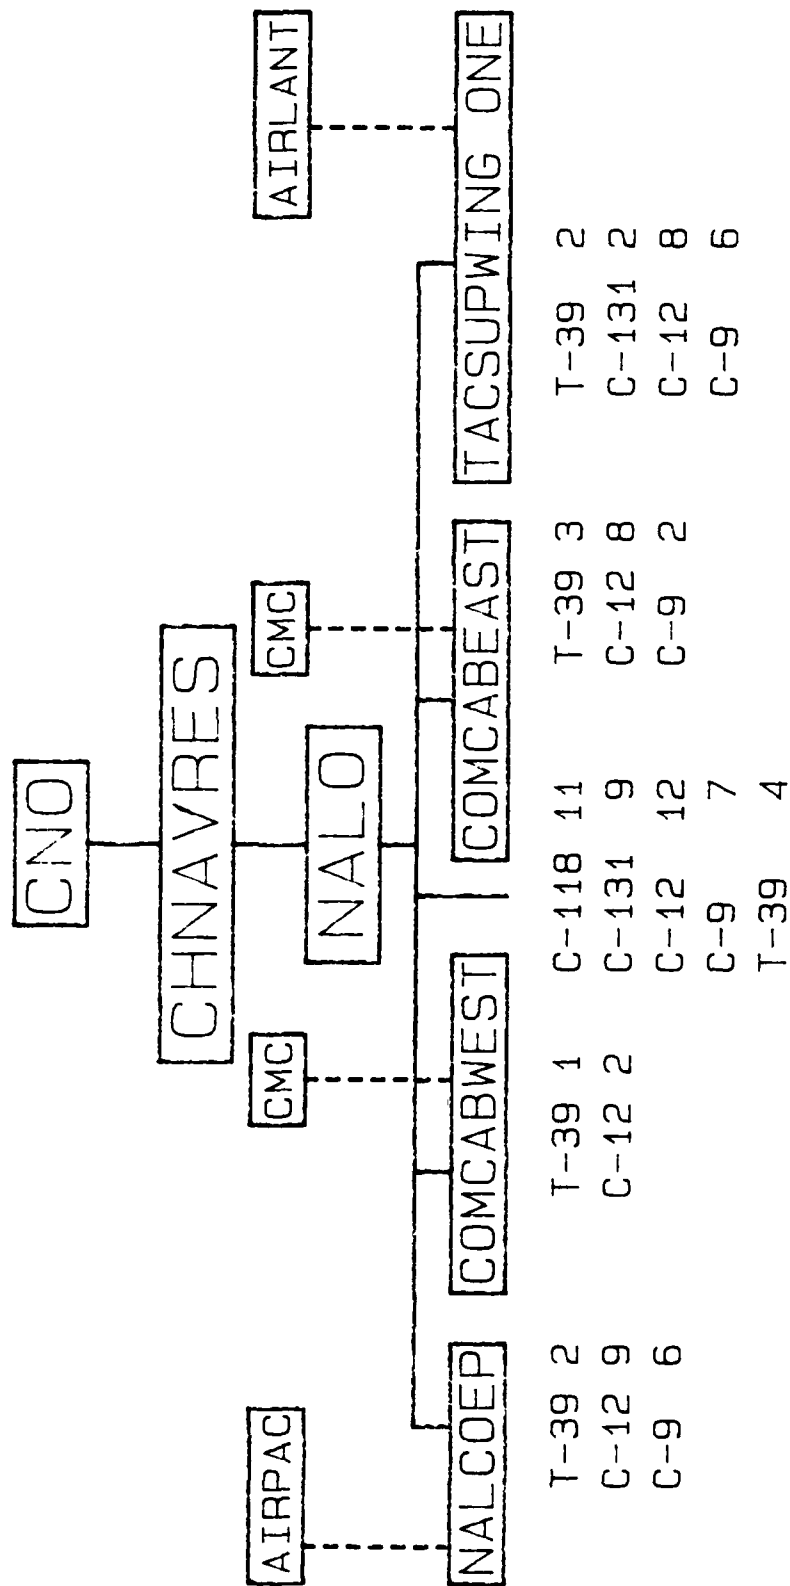 CNO
CHNAVRES
NALO
AIRPAC
CMC
CMC
AIRLANT
NALCOEP
COMCABWEST
COMCABEAST
TACSUPWING ONE
T-39 2
C-12 9
C-9 6
T-39 1
C-12 2
C-118 11
C-131 9
C-12 12
C-9 7
T-39 4
T-39 3
C-12 8
C-9 2
T-39 2
C-131 2
C-12 8
C-9 6